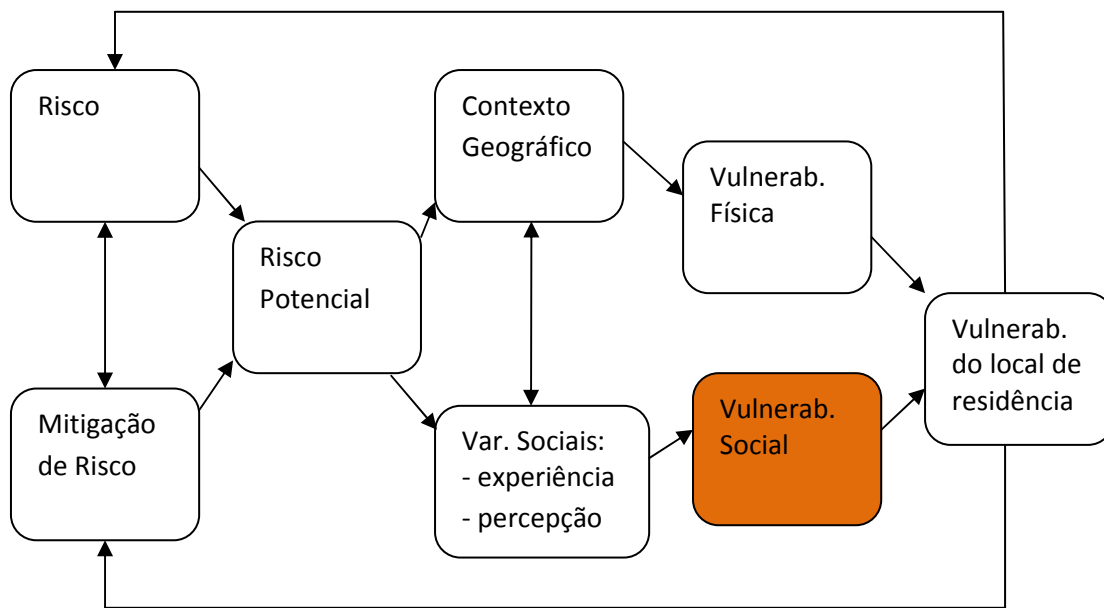 Risco
Contexto
Geográfico
Vulnerab.
Física
Risco
Potencial
Vulnerab.
do local de
residência
Mitigação
de Risco
Var. Sociais:
- experiência
- percepção
Vulnerab.
Social